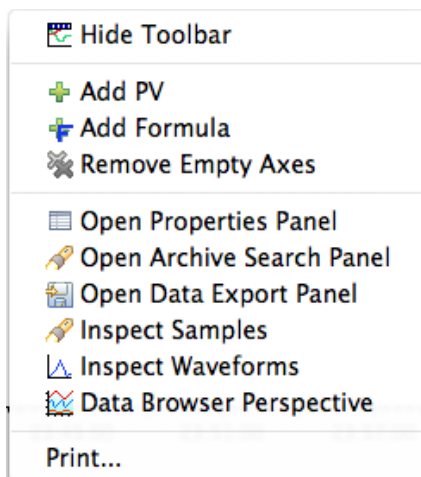 Hide Toolbar
Add PV
Add Formula
Remove Empty Axes
Open Properties Panel
Open Archive Search Panel
Open Data Export Panel
Inspect Samples
Inspect Waveforms
Data Browser Perspective
Print...